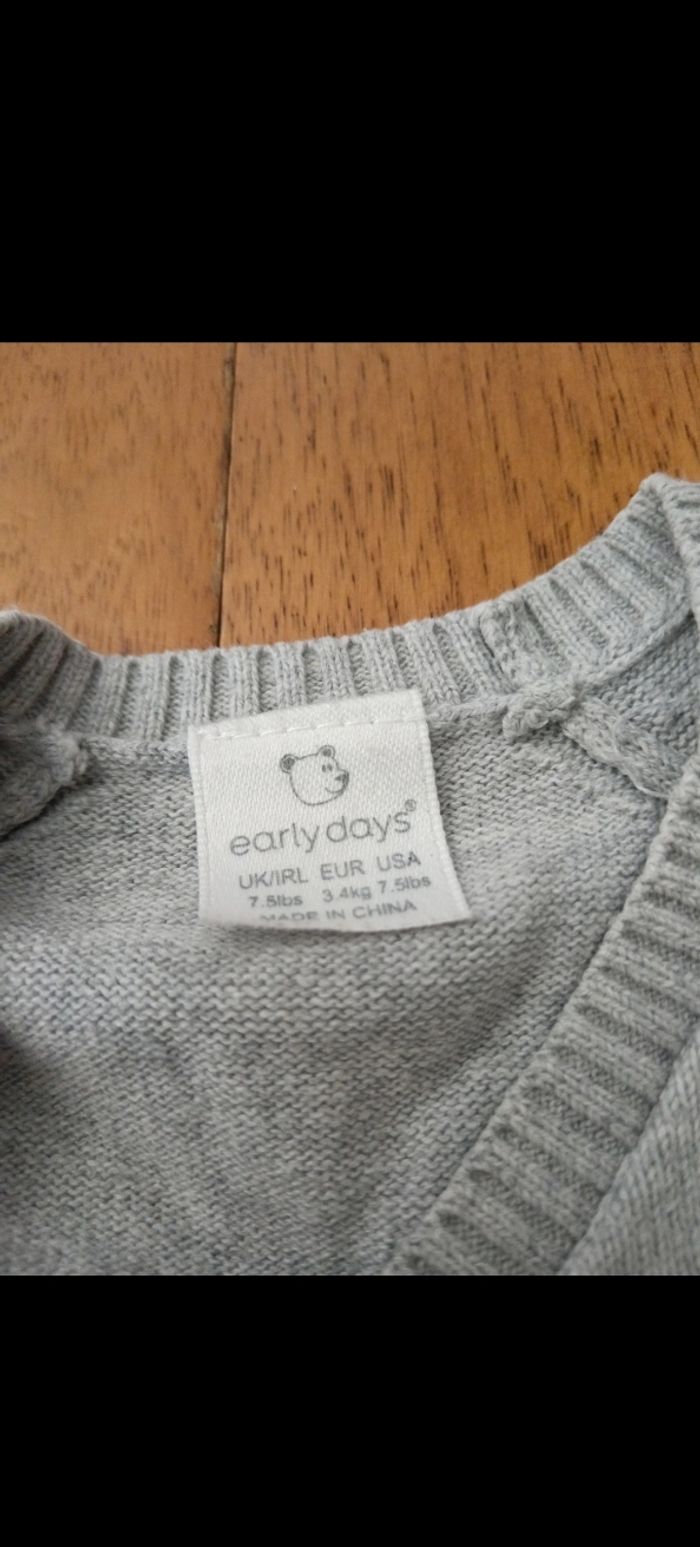 early days®
UK/IRL EUR USA
7.5lbs 3.4kg 7.5lbs
MADE IN CHINA